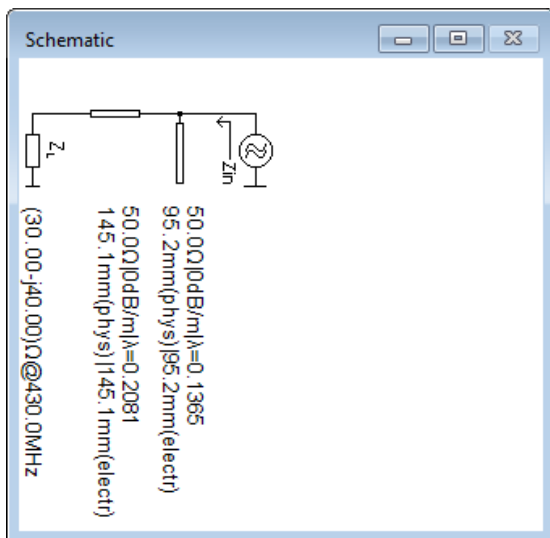 Schematic
Z_L
Zin
50.0Ω|0dB/m|λ=0.1365
95.2mm(phys)|95.2mm(electr)
50.0Ω|0dB/m|λ=0.2081
145.1mm(phys)|145.1mm(electr)
(30.00-j40.00)Ω@430.0MHz